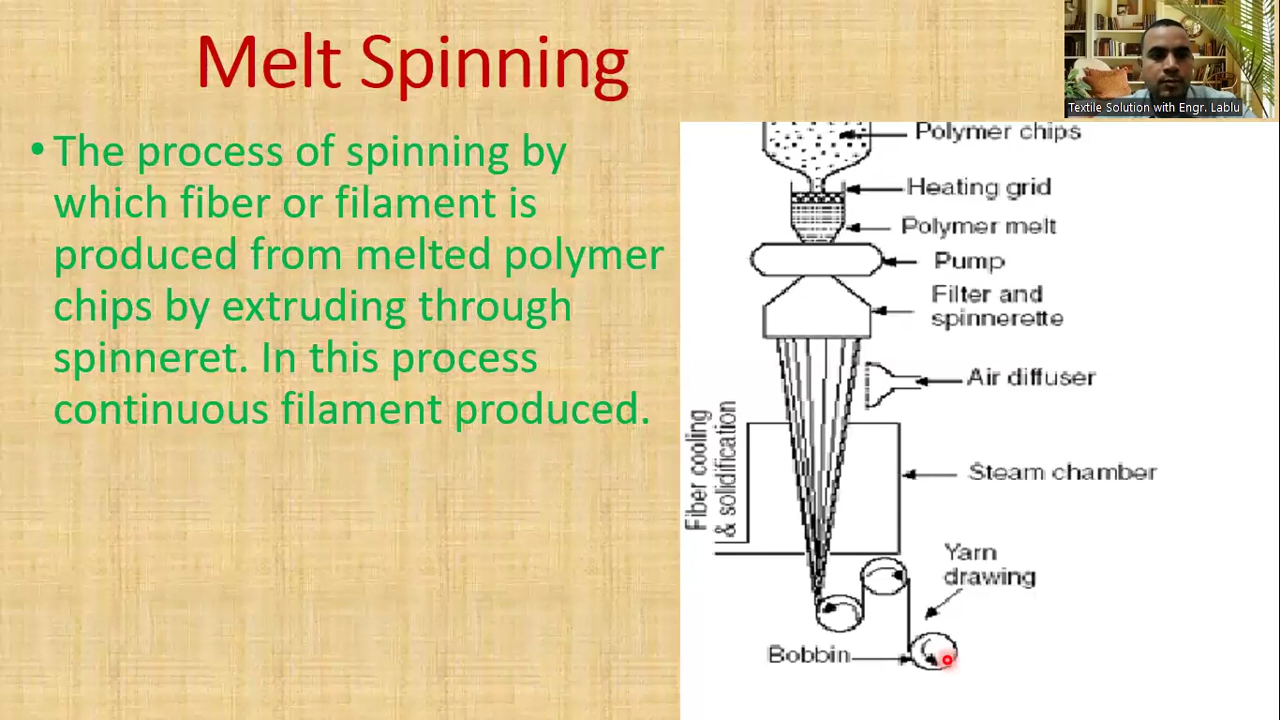 Melt Spinning
Textile Solution with Engr. Lablu
• The process of spinning by
which fiber or filament is
produced from melted polymer
chips by extruding through
spinneret. In this process
continuous filament produced.
Polymer chips
Heating grid
Polymer melt
Pump
Filter and
spinnerette
Air diffuser
Fiber cooling
& solidification
Steam chamber
Yarn
drawing
Bobbin